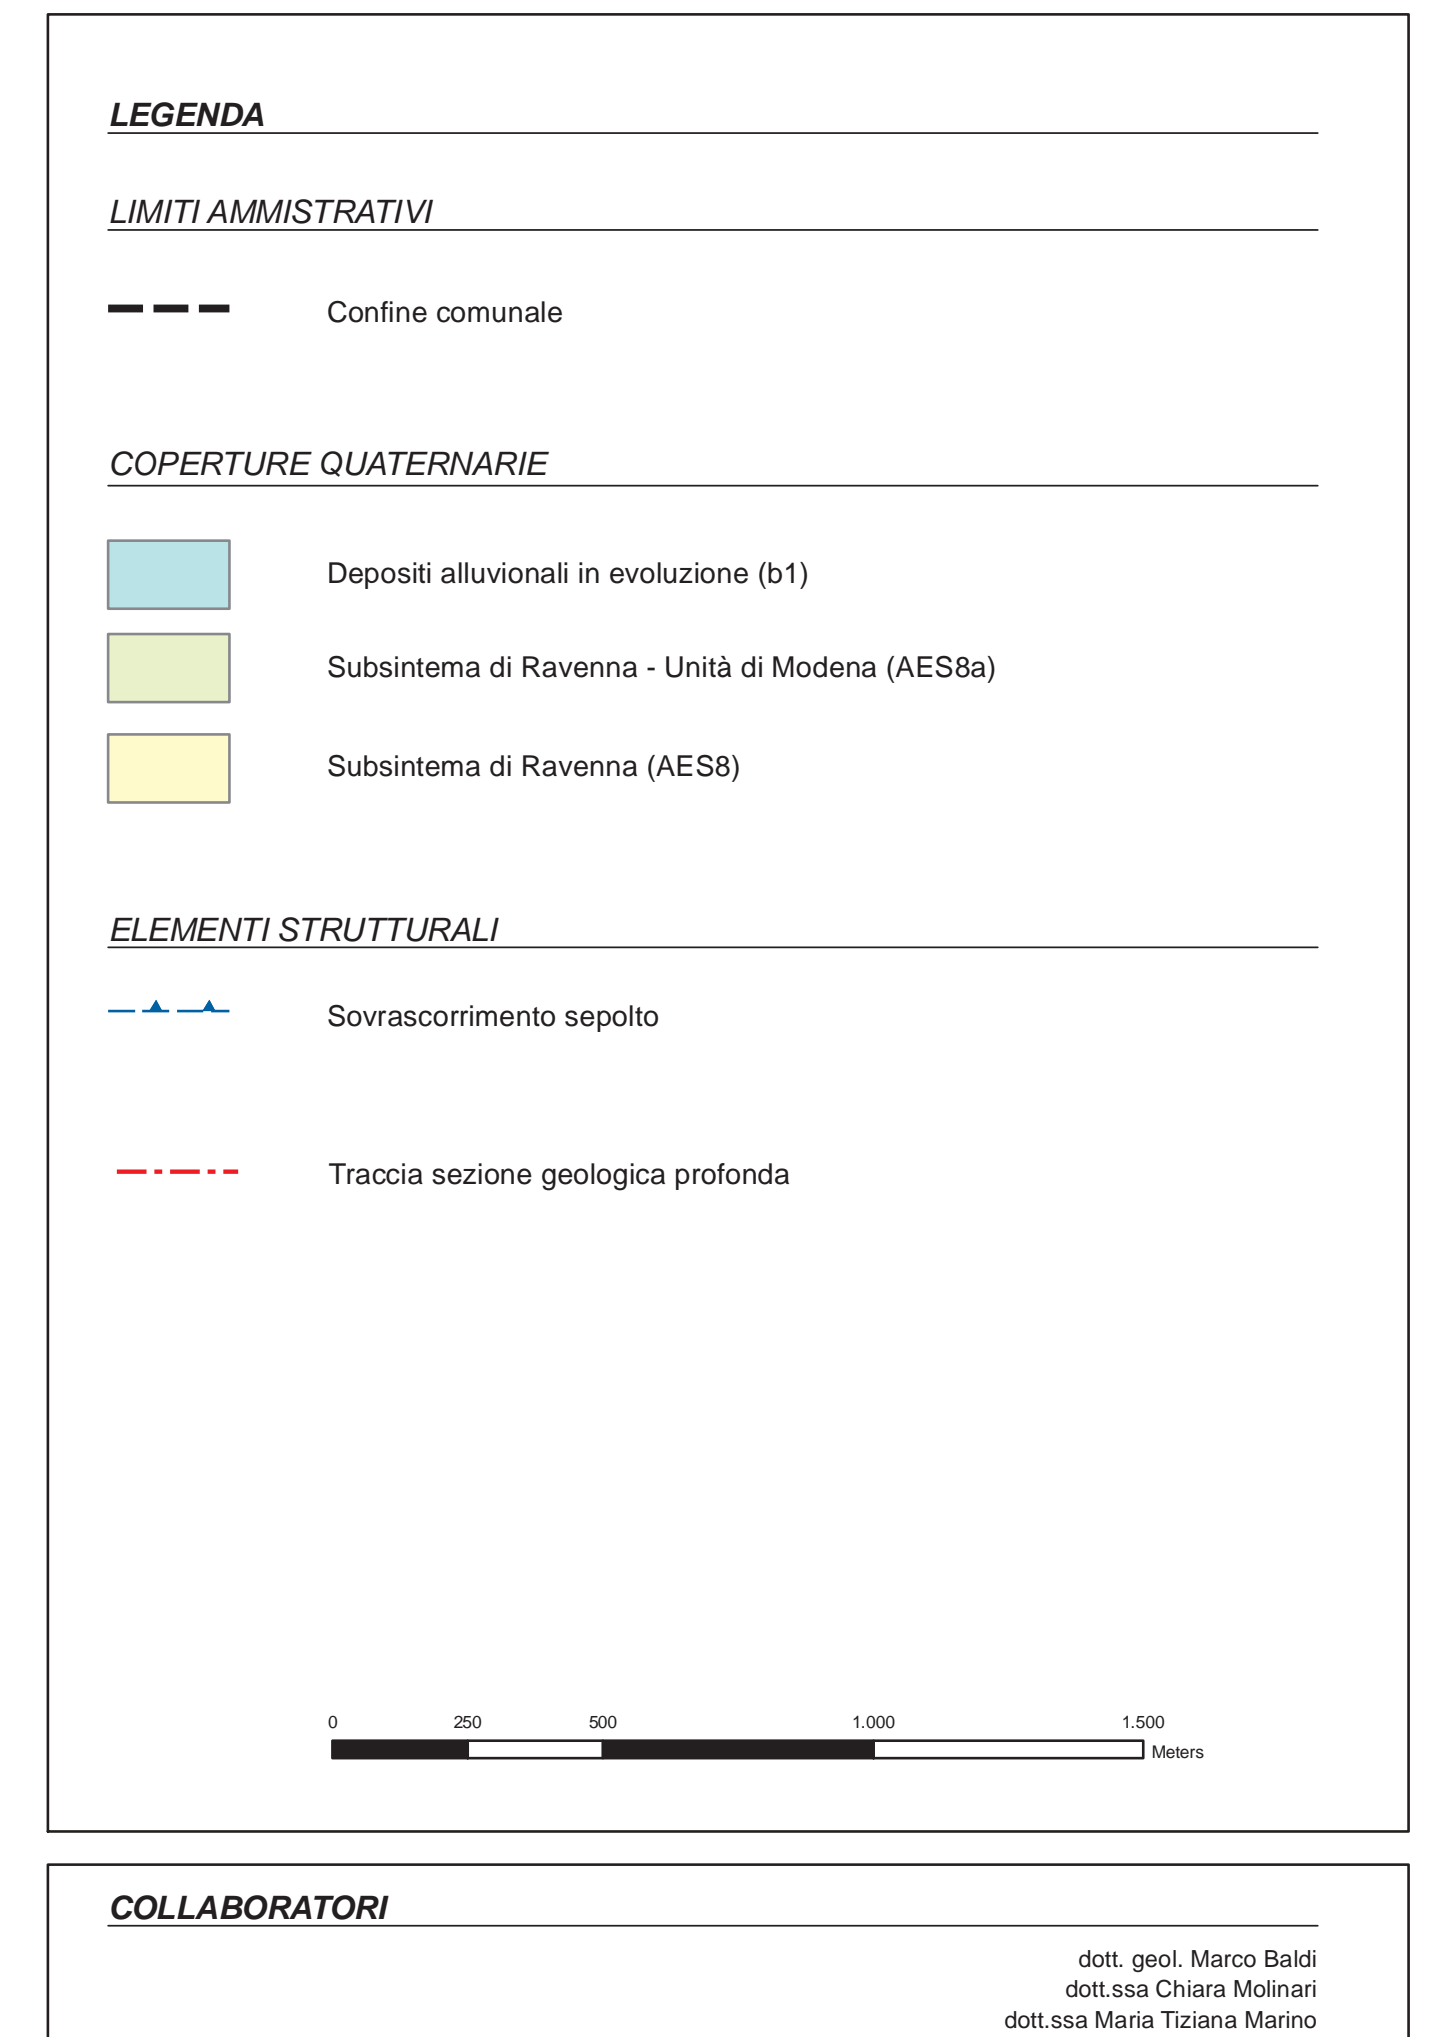 LEGENDA
LIMITI AMMISTRATIVI
Confine comunale
COPERTURE QUATERNARIE
Depositi alluvionali in evoluzione (b1)
Subsintema di Ravenna - Unità di Modena (AES8a)
Subsintema di Ravenna (AES8)
ELEMENTI STRUTTURALI
Sovrascorrimento sepolto
Traccia sezione geologica profonda
0 250 500 1.000 1.500
Meters
COLLABORATORI
dott. geol. Marco Baldi
dott.ssa Chiara Molinari
dott.ssa Maria Tiziana Marino